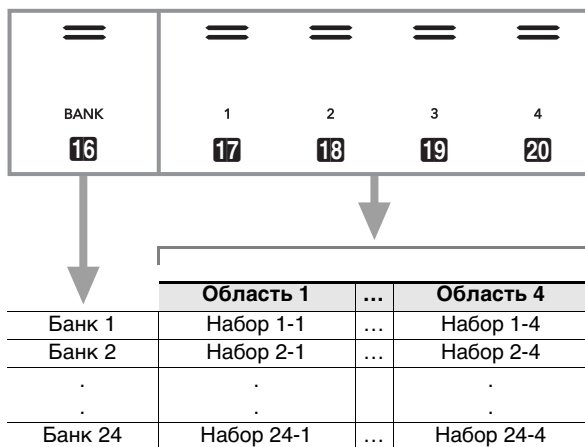 BANK 1 2 3 4
16 17 18 19 20
Область 1 ... Область 4
Банк 1 Набор 1-1 ... Набор 1-4
Банк 2 Набор 2-1 ... Набор 2-4
. . .
. . .
Банк 24 Набор 24-1 ... Набор 24-4